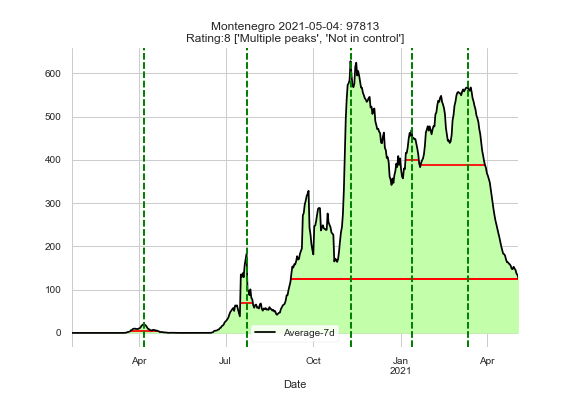 Montenegro 2021-05-04: 97813
Rating:8 ['Multiple peaks', 'Not in control']
600
500
400
300
200
100
0
Average-7d
Apr
Jul
Oct
Jan
2021
Apr
Date